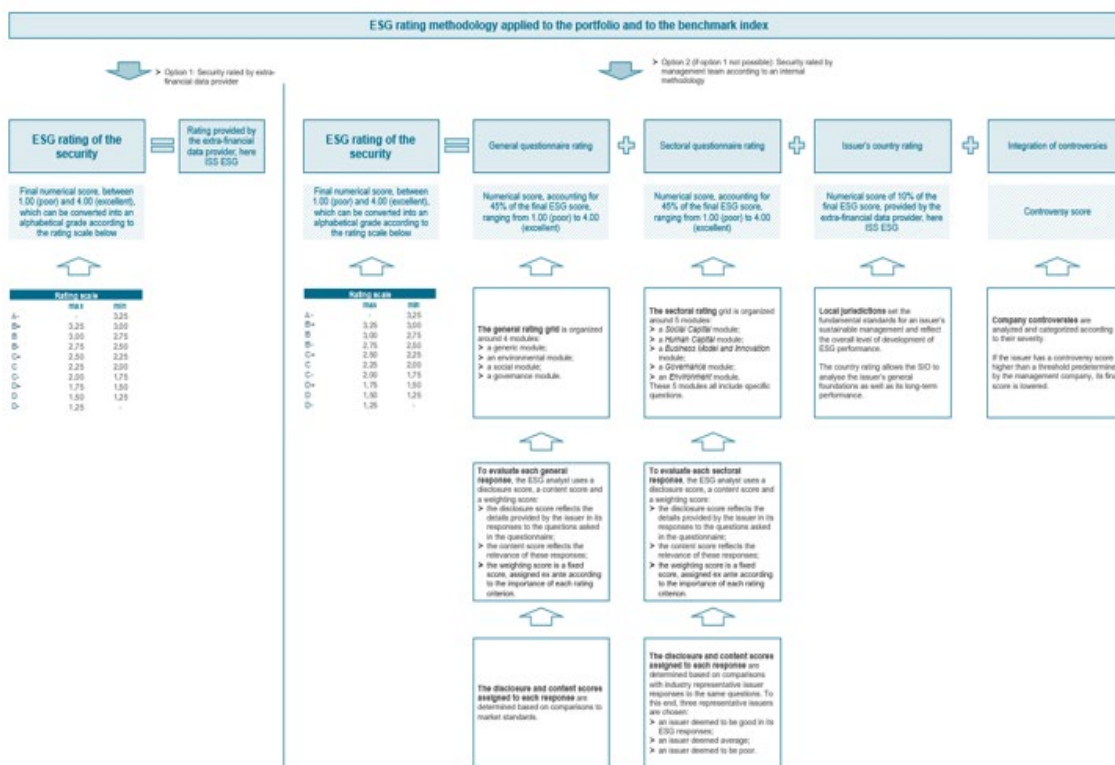 ESG rating methodology applied to the portfolio and to the benchmark index
➢ Option 1: Security rated by extra-
financial data provider
➢ Option 2 (if option 1 not possible): Security rated by
management team according to an internal
methodology
ESG rating of the
security
Rating provided by
the extra-financial
data provider, here
ISS ESG
ESG rating of the
security
General questionnaire rating
Sectoral questionnaire rating
Issuer's country rating
Integration of controversies
Final numerical score, between
1.00 (poor) and 4.00 (excellent),
which can be converted into an
alphabetical grade according to
the rating scale below
Final numerical score, between
1.00 (poor) and 4.00 (excellent),
which can be converted into an
alphabetical grade according to
the rating scale below
Numerical score, accounting for
45% of the final ESG score,
ranging from 1.00 (poor) to 4.00
(excellent)
Numerical score, accounting for
45% of the final ESG score,
ranging from 1.00 (poor) to 4.00
(excellent)
Numerical score of 10% of the
final ESG score, provided by the
extra-financial data provider, here
ISS ESG
Controversy score
Rating scale
max min
A- - 3,25
B+ 3,25 3,00
B 3,00 2,75
B- 2,75 2,50
C+ 2,50 2,25
C 2,25 2,00
C- 2,00 1,75
D+ 1,75 1,50
D 1,50 1,25
D- 1,25 -
Rating scale
max min
A- - 3,25
B+ 3,25 3,00
B 3,00 2,75
B- 2,75 2,50
C+ 2,50 2,25
C 2,25 2,00
C- 2,00 1,75
D+ 1,75 1,50
D 1,50 1,25
D- 1,25 -
The general rating grid is organized
around 4 modules:
➢ a generic module;
➢ an environmental module;
➢ a social module;
➢ a governance module.
The sectoral rating grid is organized
around 5 modules:
➢ a Social Capital module;
➢ a Human Capital module;
➢ a Business Model and Innovation
module;
➢ a Governance module;
➢ an Environment module.
These 5 modules all include specific
questions.
Local jurisdictions set the
fundamental standards for an issuer's
sustainable management and reflect
the overall level of development of
ESG performance.
The country rating allows the SIO to
analyse the issuer's general
foundations as well as its long-term
performance.
Company controversies are
analyzed and categorized according
to their severity.
If the issuer has a controversy score
higher than a threshold predetermine
by the management company, its fina
score is lowered.
To evaluate each general
response, the ESG analyst uses a
disclosure score, a content score and
a weighting score:
➢ the disclosure score reflects the
details provided by the issuer in its
responses to the questions asked
in the questionnaire;
➢ the content score reflects the
relevance of these responses;
➢ the weighting score is a fixed
score, assigned ex ante according
to the importance of each rating
criterion.
To evaluate each sectoral
response, the ESG analyst uses a
disclosure score, a content score and
a weighting score:
➢ the disclosure score reflects the
details provided by the issuer in its
responses to the questions asked
in the questionnaire;
➢ the content score reflects the
relevance of these responses;
➢ the weighting score is a fixed
score, assigned ex ante according
to the importance of each rating
criterion.
The disclosure and content scores
assigned to each response are
determined based on comparisons to
market standards.
The disclosure and content scores
assigned to each response are
determined based on comparisons
with industry representative issuer
responses to the same questions. To
this end, three representative issuers
are chosen:
➢ an issuer deemed to be good in its
ESG responses;
➢ an issuer deemed average;
➢ an issuer deemed to be poor.